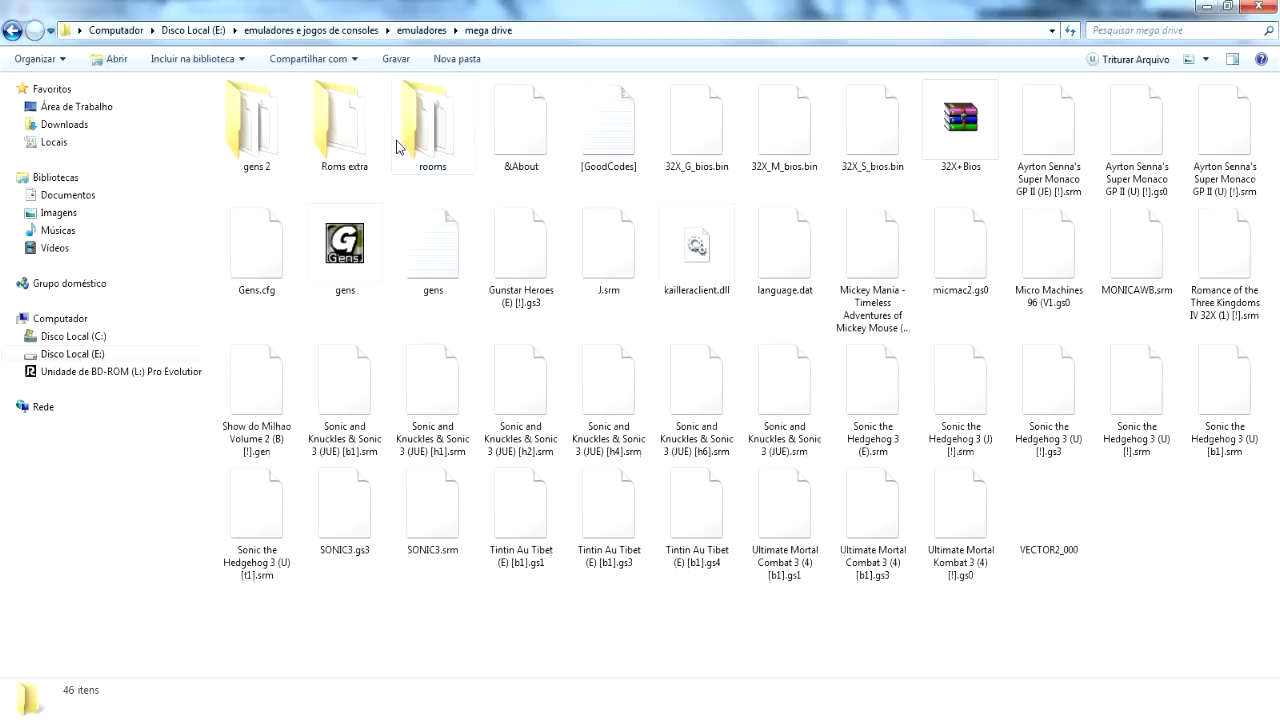 Computador Disco Local (E:) emuladores e jogos de consoles emuladores mega drive
Pesquisar mega drive
Organizar Abrir Incluir na biblioteca Compartilhar com Gravar Nova pasta
Triturar Arquivo
Favoritos
Área de Trabalho
Downloads
Locais
Bibliotecas
Documentos
Imagens
Músicas
Vídeos
Grupo doméstico
Computador
Disco Local (C:)
Disco Local (E:)
Unidade de BD-ROM (L:) Pro Evolution
Rede
gens 2
Roms extra
rooms
&About
[GoodCodes]
32X_G_bios.bin
32X_M_bios.bin
32X_S_bios.bin
32X+Bios
Ayrton Senna's
Super Monaco
GP II (JE) [!].srm
Ayrton Senna's
Super Monaco
GP II (U) [!].gs0
Ayrton Senna's
Super Monaco
GP II (U) [!].srm
Gens.cfg
Gens
gens
gens
Gunstar Heroes
(E) [!].gs3
J.srm
kailleraclient.dll
language.dat
Mickey Mania -
Timeless
Adventures of
Mickey Mouse (...
micmac2.gs0
Micro Machines
96 (V1.gs0
MONICAWB.srm
Romance of the
Three Kingdoms
IV 32X (1) [!].srm
Show do Milhao
Volume 2 (B)
[!].gen
Sonic and
Knuckles & Sonic
3 (JUE) [b1].srm
Sonic and
Knuckles & Sonic
3 (JUE) [h1].srm
Sonic and
Knuckles & Sonic
3 (JUE) [h2].srm
Sonic and
Knuckles & Sonic
3 (JUE) [h4].srm
Sonic and
Knuckles & Sonic
3 (JUE) [h6].srm
Sonic and
Knuckles & Sonic
3 (JUE).srm
Sonic the
Hedgehog 3
(E).srm
Sonic the
Hedgehog 3 (J)
[!].srm
Sonic the
Hedgehog 3 (U)
[!].gs3
Sonic the
Hedgehog 3 (U)
[!].srm
Sonic the
Hedgehog 3 (U)
[b1].srm
Sonic the
Hedgehog 3 (U)
[t1].srm
SONIC3.gs3
SONIC3.srm
Tintin Au Tibet
(E) [b1].gs1
Tintin Au Tibet
(E) [b1].gs3
Tintin Au Tibet
(E) [b1].gs4
Ultimate Mortal
Combat 3 (4)
[b1].gs1
Ultimate Mortal
Combat 3 (4)
[b1].gs3
Ultimate Mortal
Kombat 3 (4)
[!].gs0
VECTOR2_000
46 itens